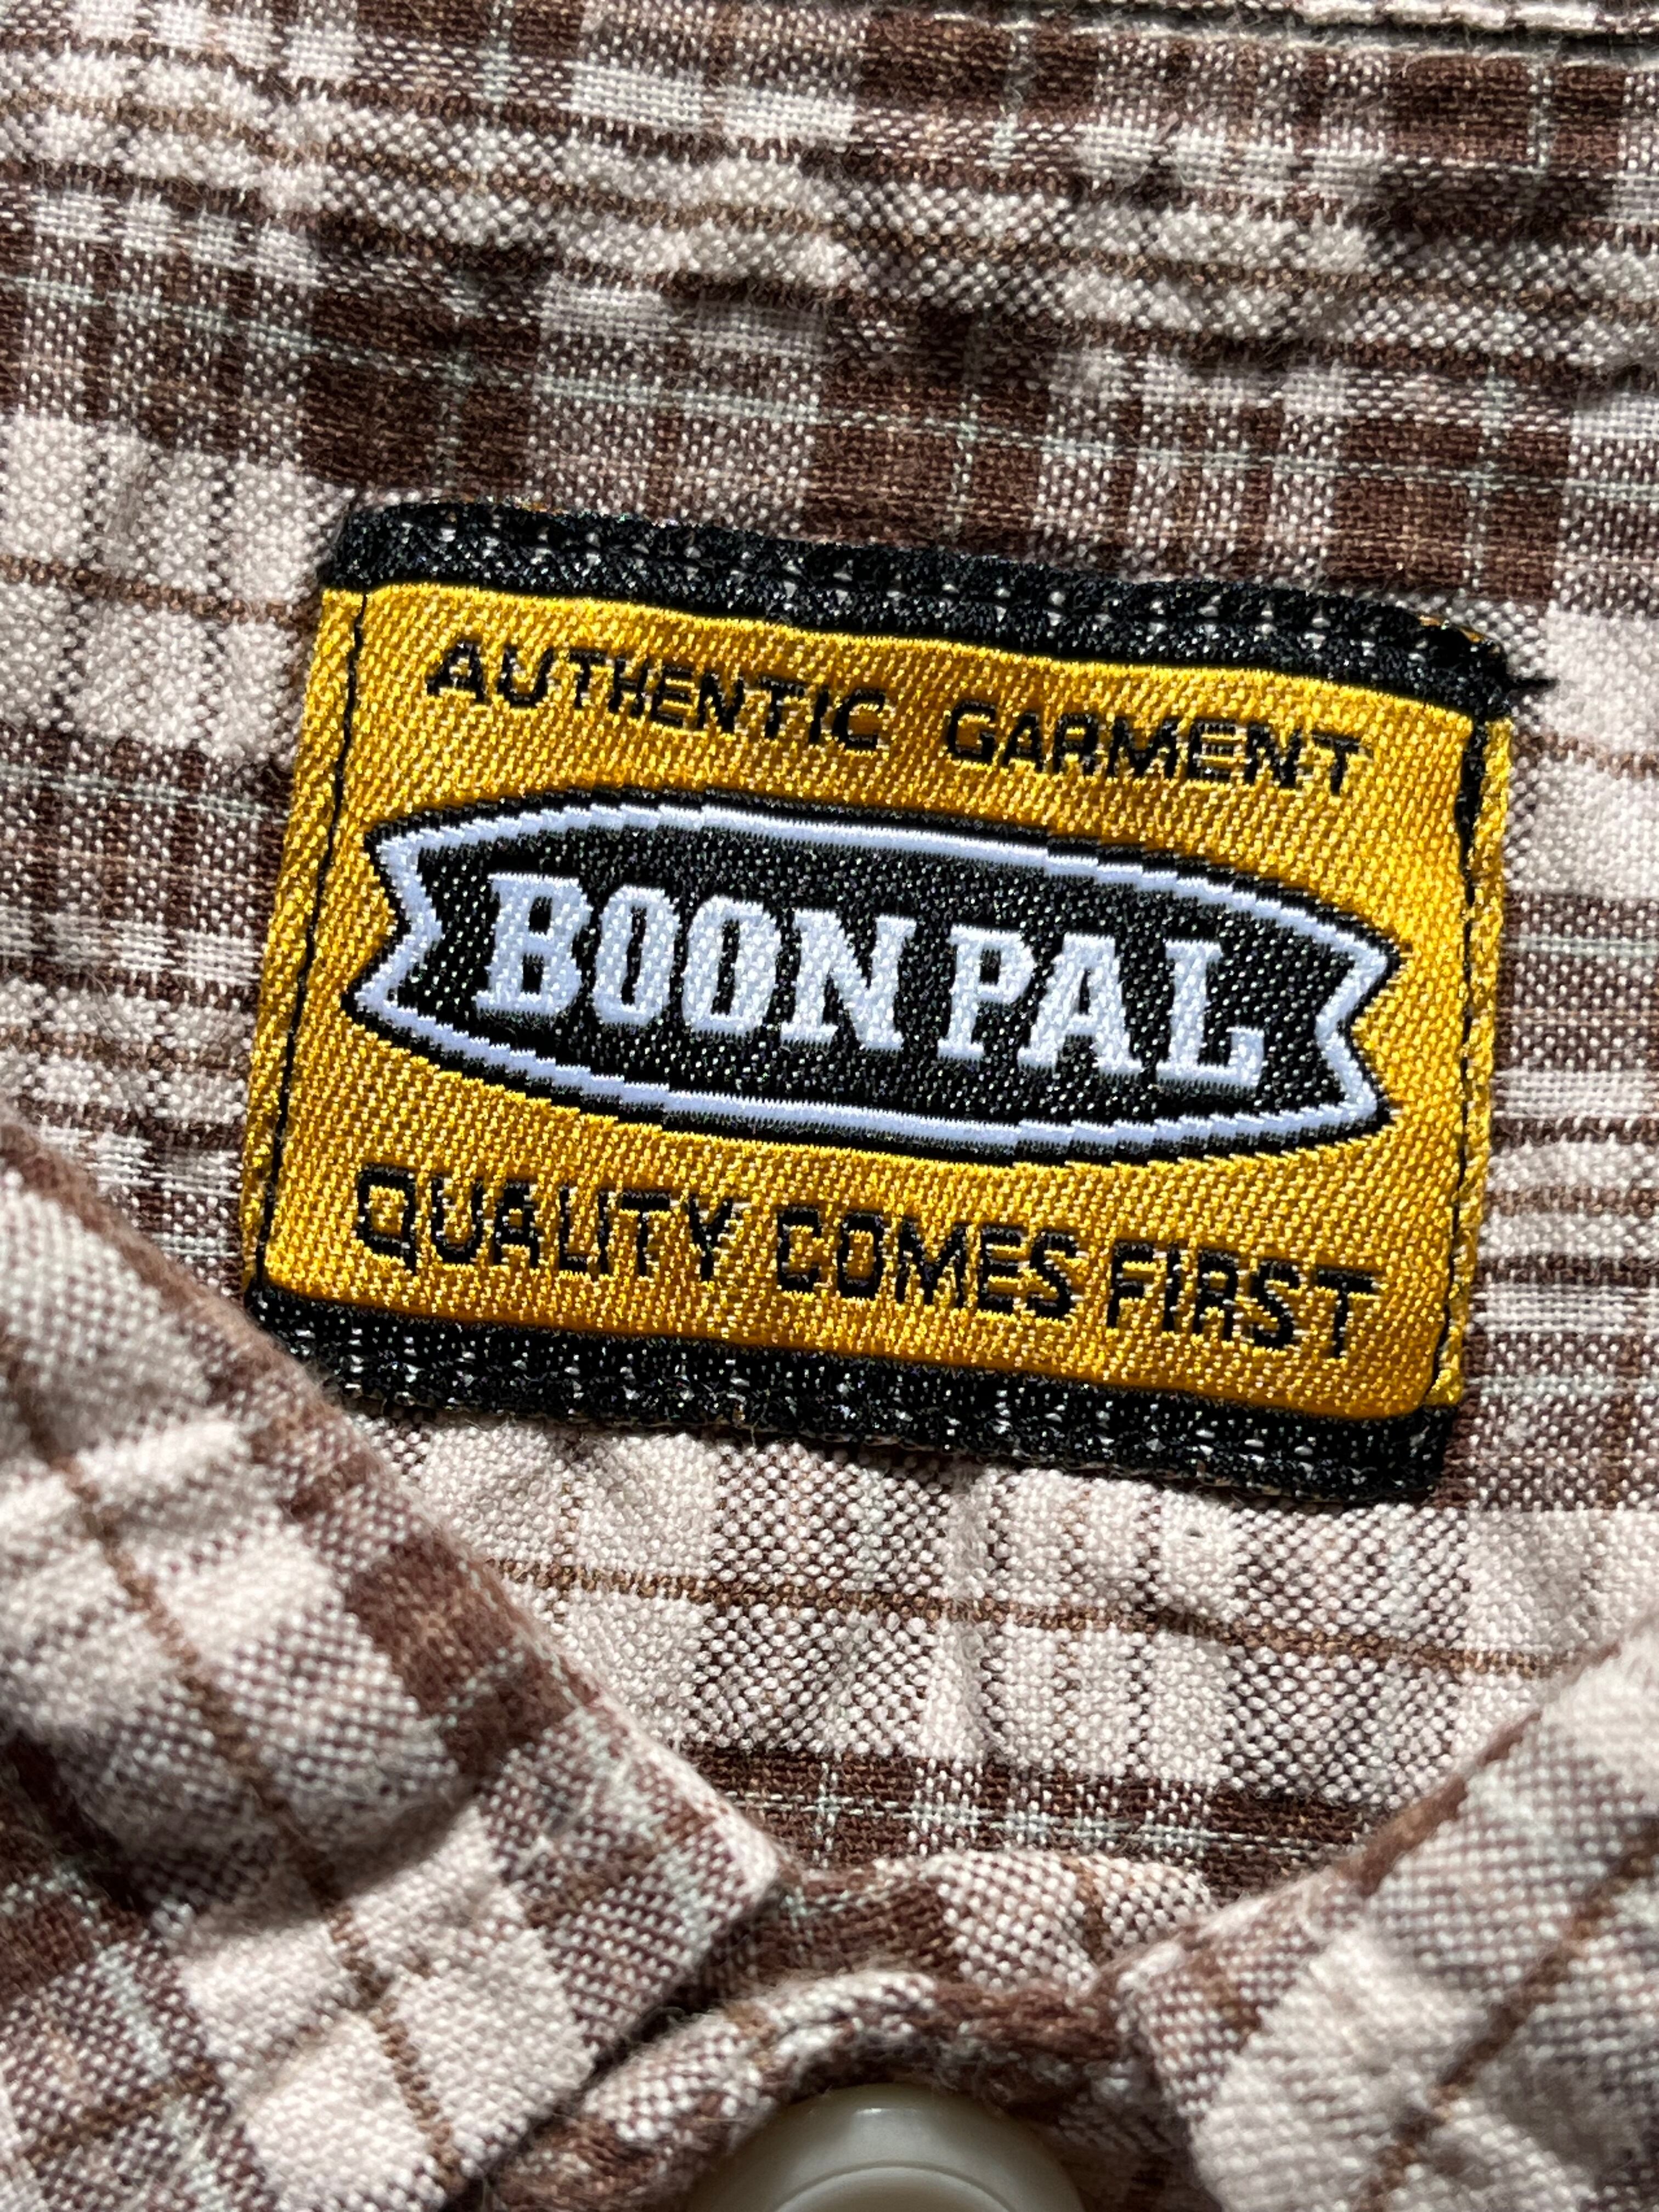 AUTHENTIC GARMENT
BOON PAL
QUALITY COMES FIRST